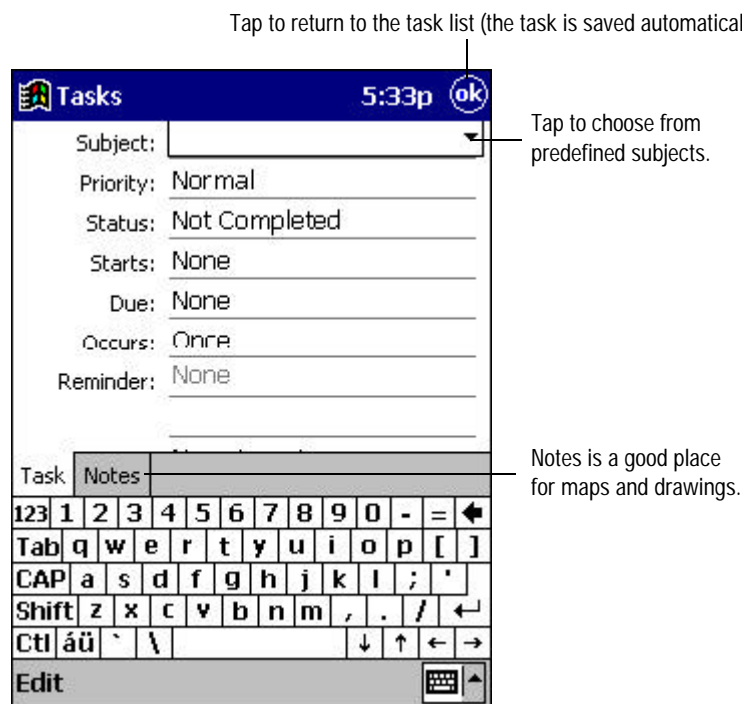 Tap to return to the task list (the task is saved automatical
Tasks 5:33p ok
Subject:
Tap to choose from
predefined subjects.
Priority: Normal
Status: Not Completed
Starts: None
Due: None
Occurs: Once
Reminder: None
Task Notes
Notes is a good place
for maps and drawings.
123 1 2 3 4 5 6 7 8 9 0 - =
Tab q w e r t y u i o p [ ]
CAP a s d f g h j k l ; '
Shift z x c v b n m , . /
Ctl áü ` \
Edit